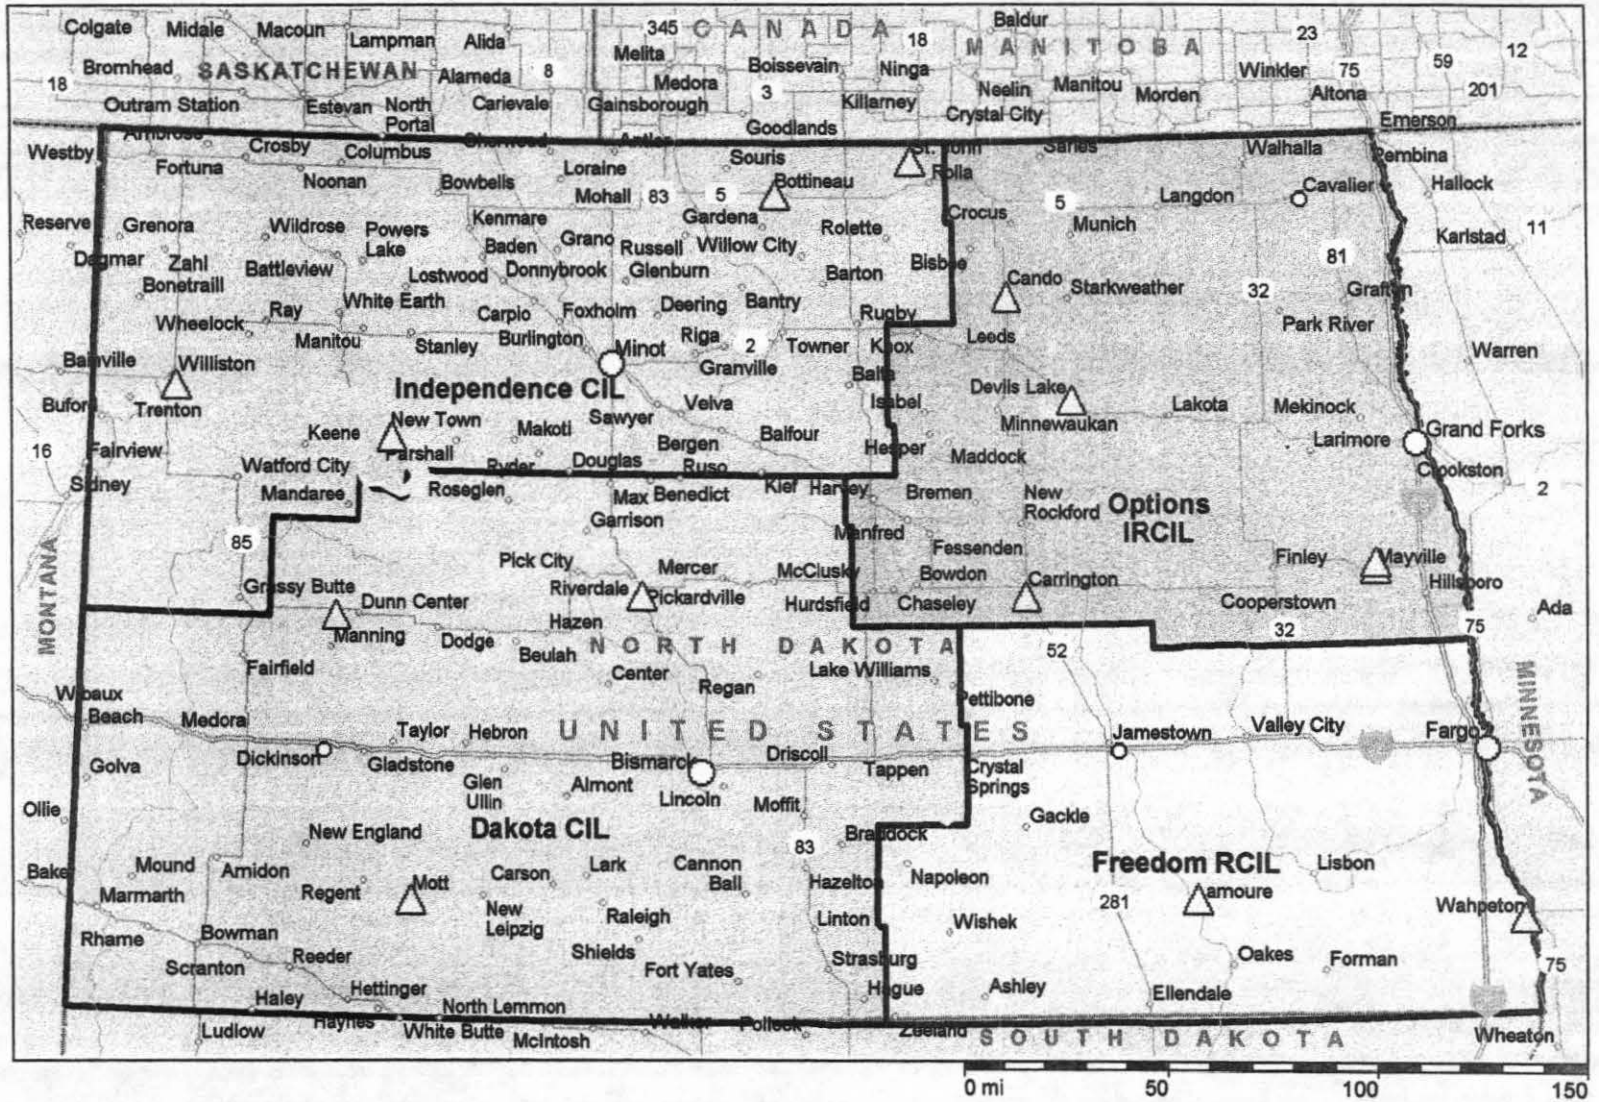 Colgate Midale Macoun Lampman Alida 345 CANADA 18 Baldur 23 12
Melita MANITOBA 59
Bromhead SASKATCHEWAN Alameda 8 Medora Boissevain Ninga Winkler 75
18 Outram Station Estevan North Portal Carievale Gainsborough 3 Killarney Neelin Manitou Morden Altona 201
Goodlands Crystal City Emerson
Westby Ambrose Crosby Columbus Sherwood Antler Souris St. John Sarles Walhalla Pembina
Fortuna Noonan Bowbells Loraine Bottineau Rolla Cavalier Hallock
Mohall 83 5 Langdon
Reserve Grenora Wildrose Powers Lake Kenmare Gardena Crocus 5 Munich
Baden Grano Russell Willow City Rolette Karlstad 11
Dagmar Zahl Battleview Lostwood Donnybrook Glenburn Barton Bisbee 81
Bonetraill White Earth Cando Starkweather 32 Grafton
Wheelock Ray Carpio Foxholm Deering Bantry Rugby Park River
Manitou Stanley Burlington Riga 2 Towner Knox Leeds
Bainville Williston Minot Granville Balta Warren
Independence CIL Devils Lake
Buford Trenton New Town Sawyer Velva Isabel Minnewaukan Lakota Mekinock
Keene Makoti Bergen Balfour Larimore Grand Forks
16 Fairview Parshall Hesper Maddock Crookston
Watford City Ryder Douglas Ruso
Sidney Mandaree Roseglen Max Benedict Kief Harvey Bremen New Rockford Options IRCIL 2
Garrison Manfred
85 Fessenden
MONTANA Pick City Mercer McClusky Bowdon Finley Mayville
Grassy Butte Dunn Center Riverdale Pickardville Hurdsfield Chaseley Carrington Cooperstown Hillsboro Ada
Manning Dodge Hazen Beulah 32 75
NORTH DAKOTA 52
Fairfield Center Regan Lake Williams MINNESOTA
Wibaux Pettibone
Beach Medora Taylor Hebron UNITED STATES Jamestown Valley City Fargo
Golva Dickinson Gladstone Bismarck Driscoll Tappen Crystal Springs
Glen Ullin Almont Lincoln Moffit
Ollie New England Dakota CIL 83 Braddock Gackle
Baker Mound Amidon Carson Lark Cannon Ball Freedom RCIL Lisbon
Marmarth Regent Mott New Leipzig Raleigh Hazelton Napoleon 281 Lamoure Wahpeton
Rhame Bowman Linton Wishek
Scranton Reeder Shields Fort Yates Strasburg Oakes Forman 75
Haley Hettinger North Lemmon Hague Ashley Ellendale
Ludlow Haynes White Butte McIntosh Walker Pollock Zeeland SOUTH DAKOTA Wheaton
0 mi 50 100 150